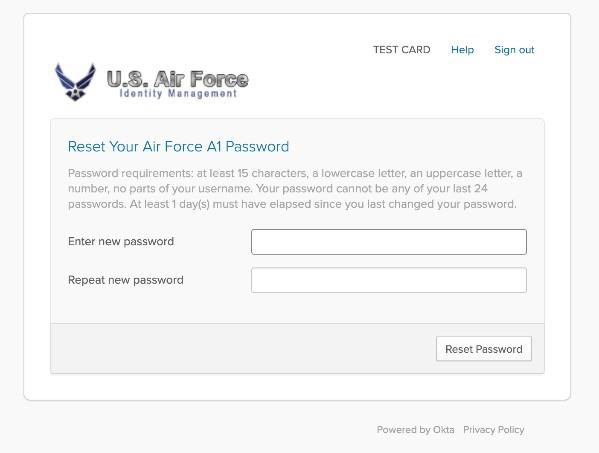 TEST CARD Help Sign out
U.S. Air Force
Identity Management
Reset Your Air Force A1 Password
Password requirements: at least 15 characters, a lowercase letter, an uppercase letter, a
number, no parts of your username. Your password cannot be any of your last 24
passwords. At least 1 day(s) must have elapsed since you last changed your password.
Enter new password
Repeat new password
Reset Password
Powered by Okta Privacy Policy